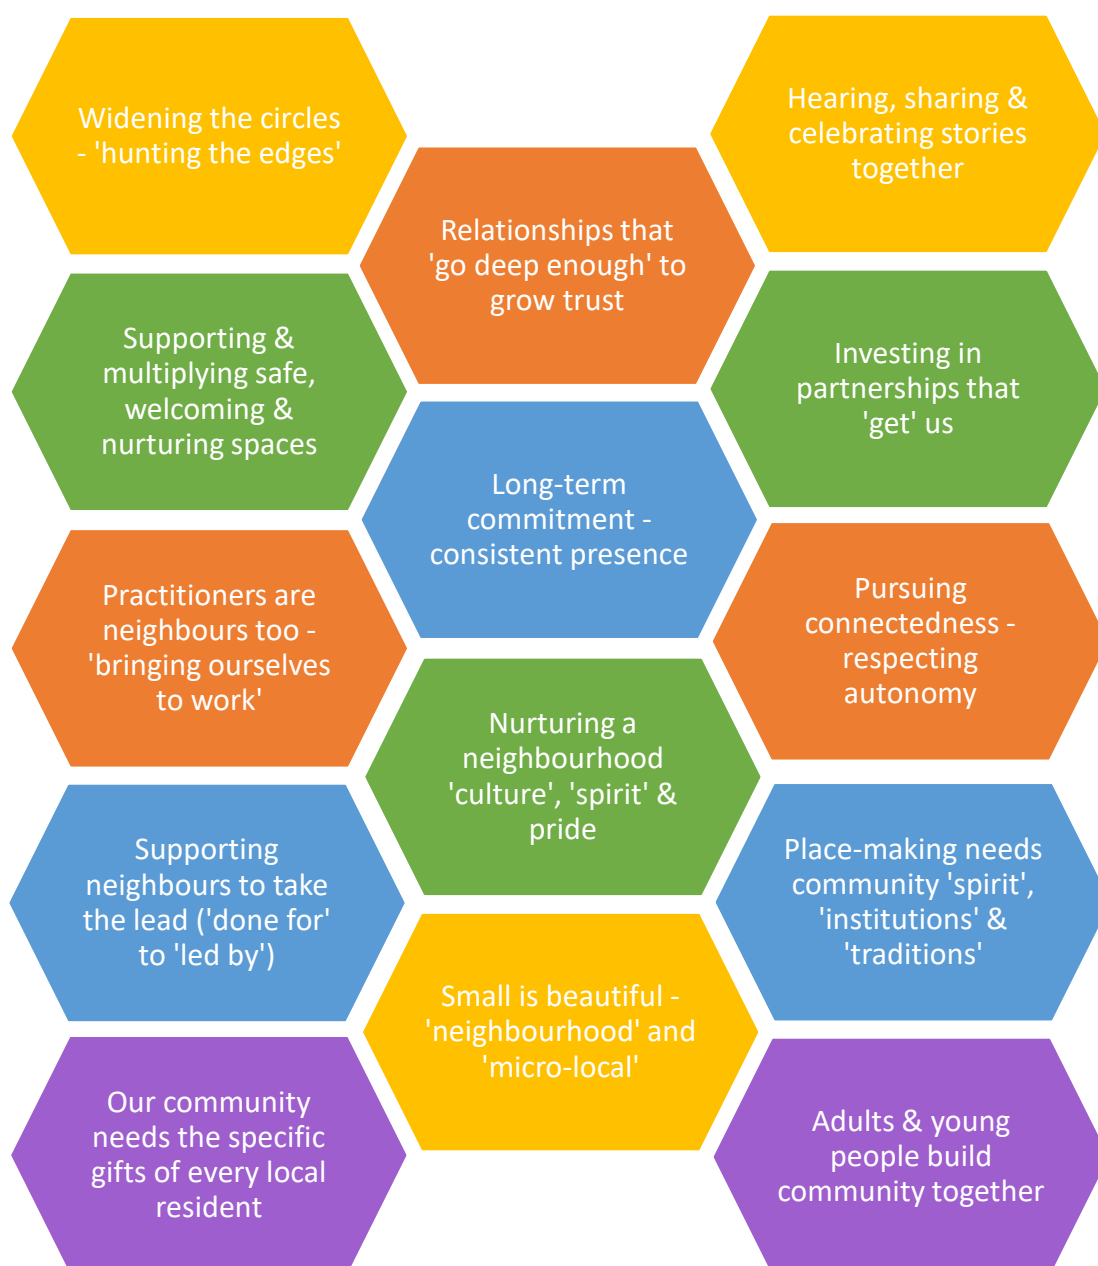 Widening the circles
- 'hunting the edges'
Hearing, sharing &
celebrating stories
together
Relationships that
'go deep enough' to
grow trust
Supporting &
multiplying safe,
welcoming &
nurturing spaces
Investing in
partnerships that
'get' us
Long-term
commitment -
consistent presence
Practitioners are
neighbours too -
'bringing ourselves
to work'
Pursuing
connectedness -
respecting
autonomy
Nurturing a
neighbourhood
'culture', 'spirit' &
pride
Supporting
neighbours to take
the lead ('done for'
to 'led by')
Place-making needs
community 'spirit',
'institutions' &
'traditions'
Small is beautiful -
'neighbourhood' and
'micro-local'
Our community
needs the specific
gifts of every local
resident
Adults & young
people build
community together